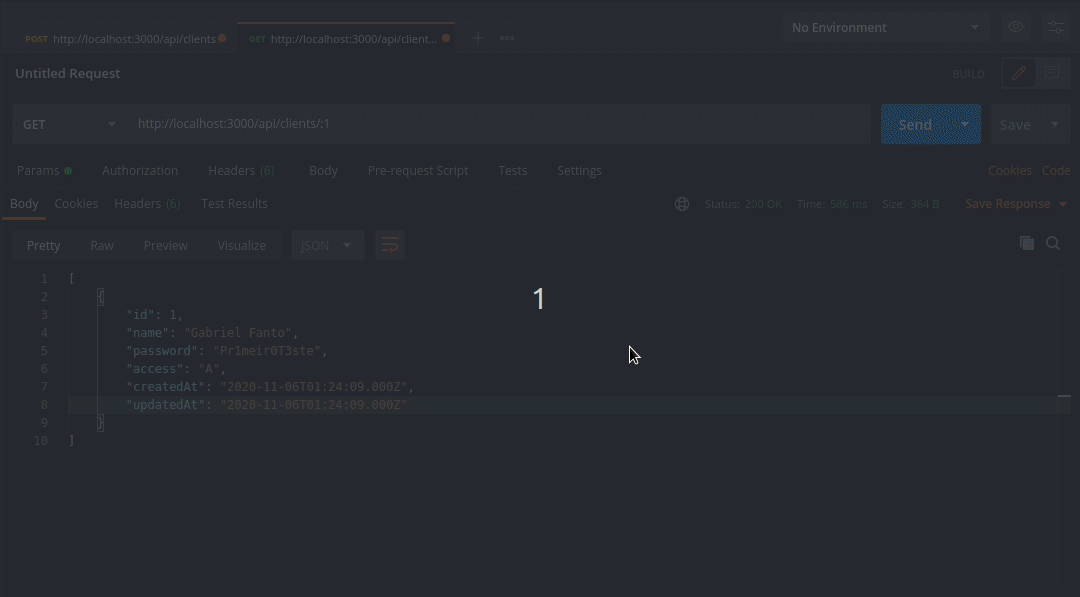 POST http://localhost:3000/api/clients GET http://localhost:3000/api/client... No Environment
Untitled Request BUILD
GET http://localhost:3000/api/clients/:1 Send Save
Params Authorization Headers (6) Body Pre-request Script Tests Settings Cookies Code
Body Cookies Headers (6) Test Results Status: 200 OK Time: 586 ms Size: 364 B Save Response
Pretty Raw Preview Visualize JSON
1 [
2 {
1
3 "id": 1,
4 "name": "Gabriel Fanto",
5 "password": "Pr1meir0T3ste",
6 "access": "A",
7 "createdAt": "2020-11-06T01:24:09.000Z",
8 "updatedAt": "2020-11-06T01:24:09.000Z"
9 }
10 ]